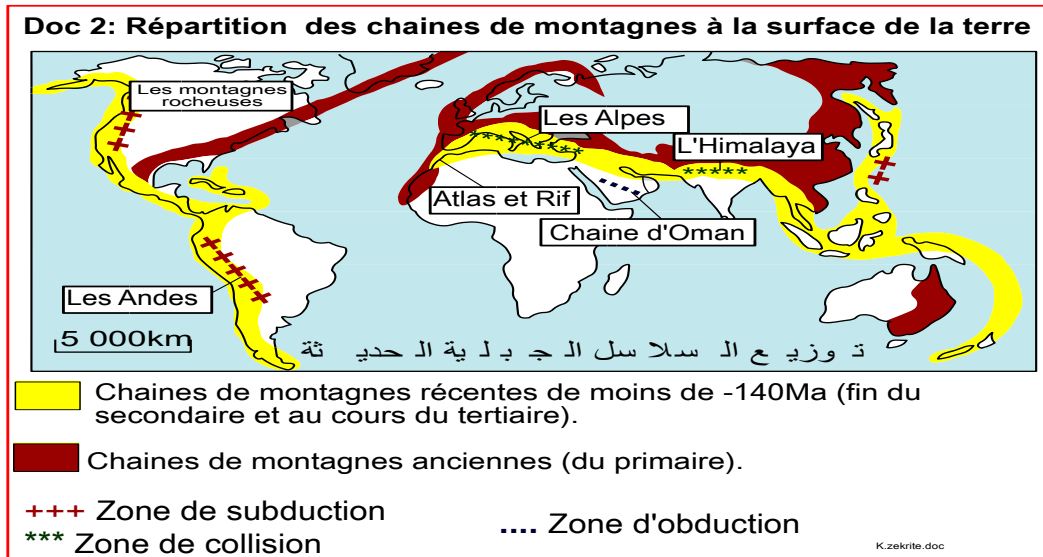 Doc 2: Répartition des chaines de montagnes à la surface de la terre
Les montagnes
rocheuses
Les Alpes
L'Himalaya
Atlas et Rif
Chaine d'Oman
Les Andes
5 000km
توزيع السلاسل الجبلية الحديثة
Chaines de montagnes récentes de moins de -140Ma (fin du
secondaire et au cours du tertiaire).
Chaines de montagnes anciennes (du primaire).
+++ Zone de subduction
*** Zone de collision
.... Zone d'obduction
K.zekrite.doc